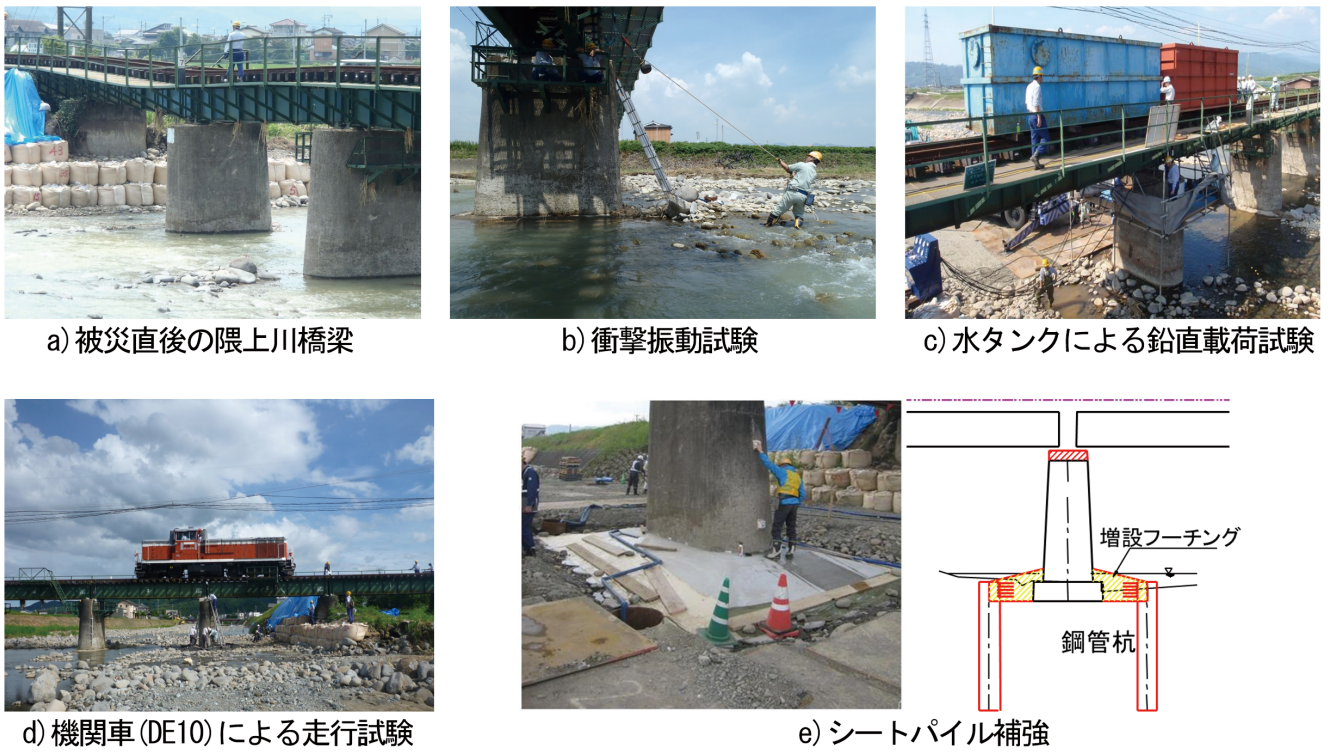 a)被災直後の隈上川橋梁
b)衝撃振動試験
c)水タンクによる鉛直載荷試験
増設フーチング
鋼管杭
d)機関車(DE10)による走行試験
e)シートパイル補強